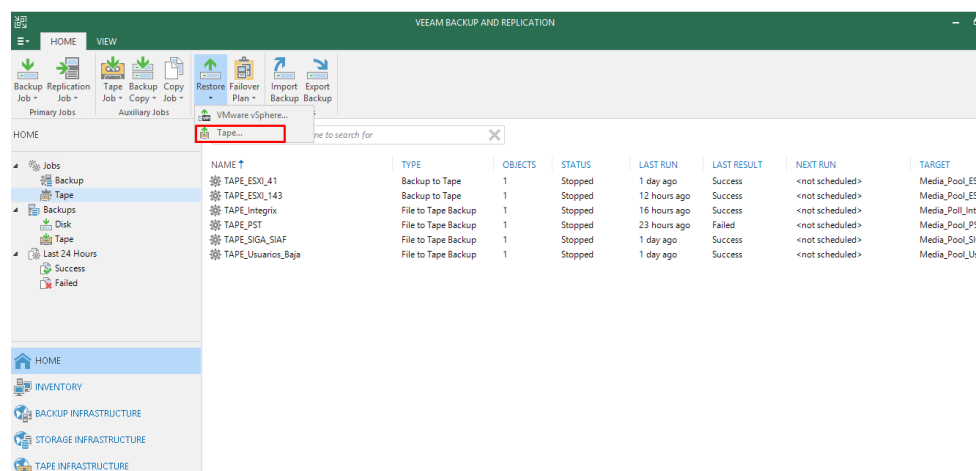 VEEAM BACKUP AND REPLICATION
HOME VIEW
Backup Job Replication Job Tape Job Backup Copy Copy Job Restore Failover Plan Import Backup Export Backup
Primary Jobs Auxiliary Jobs
VMware vSphere...
Tape...
HOME
to search for
Jobs
Backup
Tape
Backups
Disk
Tape
Last 24 Hours
Success
Failed
NAME TYPE OBJECTS STATUS LAST RUN LAST RESULT NEXT RUN TARGET
TAPE_ESXI_41 Backup to Tape 1 Stopped 1 day ago Success <not scheduled> Media_Pool_ES
TAPE_ESXI_143 Backup to Tape 1 Stopped 12 hours ago Success <not scheduled> Media_Pool_ES
TAPE_Integrix File to Tape Backup 1 Stopped 16 hours ago Success <not scheduled> Media_Poll_Int
TAPE_PST File to Tape Backup 1 Stopped 23 hours ago Failed <not scheduled> Media_Pool_PS
TAPE_SIGA_SIAF File to Tape Backup 1 Stopped 1 day ago Success <not scheduled> Media_Pool_SI
TAPE_Usuarios_Baja File to Tape Backup 1 Stopped 1 day ago Success <not scheduled> Media_Pool_Us
HOME
INVENTORY
BACKUP INFRASTRUCTURE
STORAGE INFRASTRUCTURE
TAPE INFRASTRUCTURE